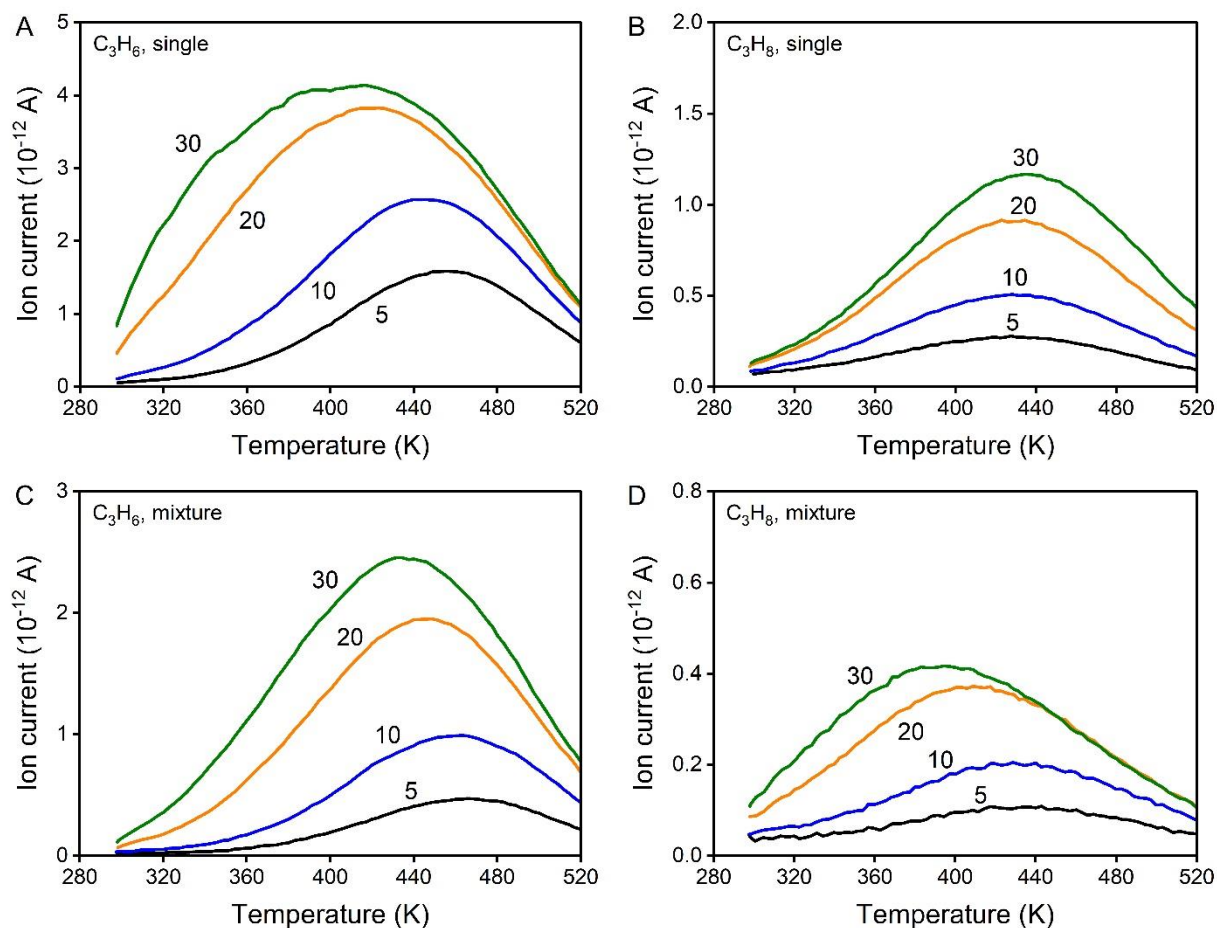 A
C₃H₆, single
Ion current (10⁻¹² A)
5
4
3
2
1
0
30
20
10
5
280 320 360 400 440 480 520
Temperature (K)
B
C₃H₈, single
Ion current (10⁻¹² A)
2.0
1.5
1.0
0.5
0.0
30
20
10
5
280 320 360 400 440 480 520
Temperature (K)
C
C₃H₆, mixture
Ion current (10⁻¹² A)
3
2
1
0
30
20
10
5
280 320 360 400 440 480 520
Temperature (K)
D
C₃H₈, mixture
Ion current (10⁻¹² A)
0.8
0.6
0.4
0.2
0.0
30
20
10
5
280 320 360 400 440 480 520
Temperature (K)